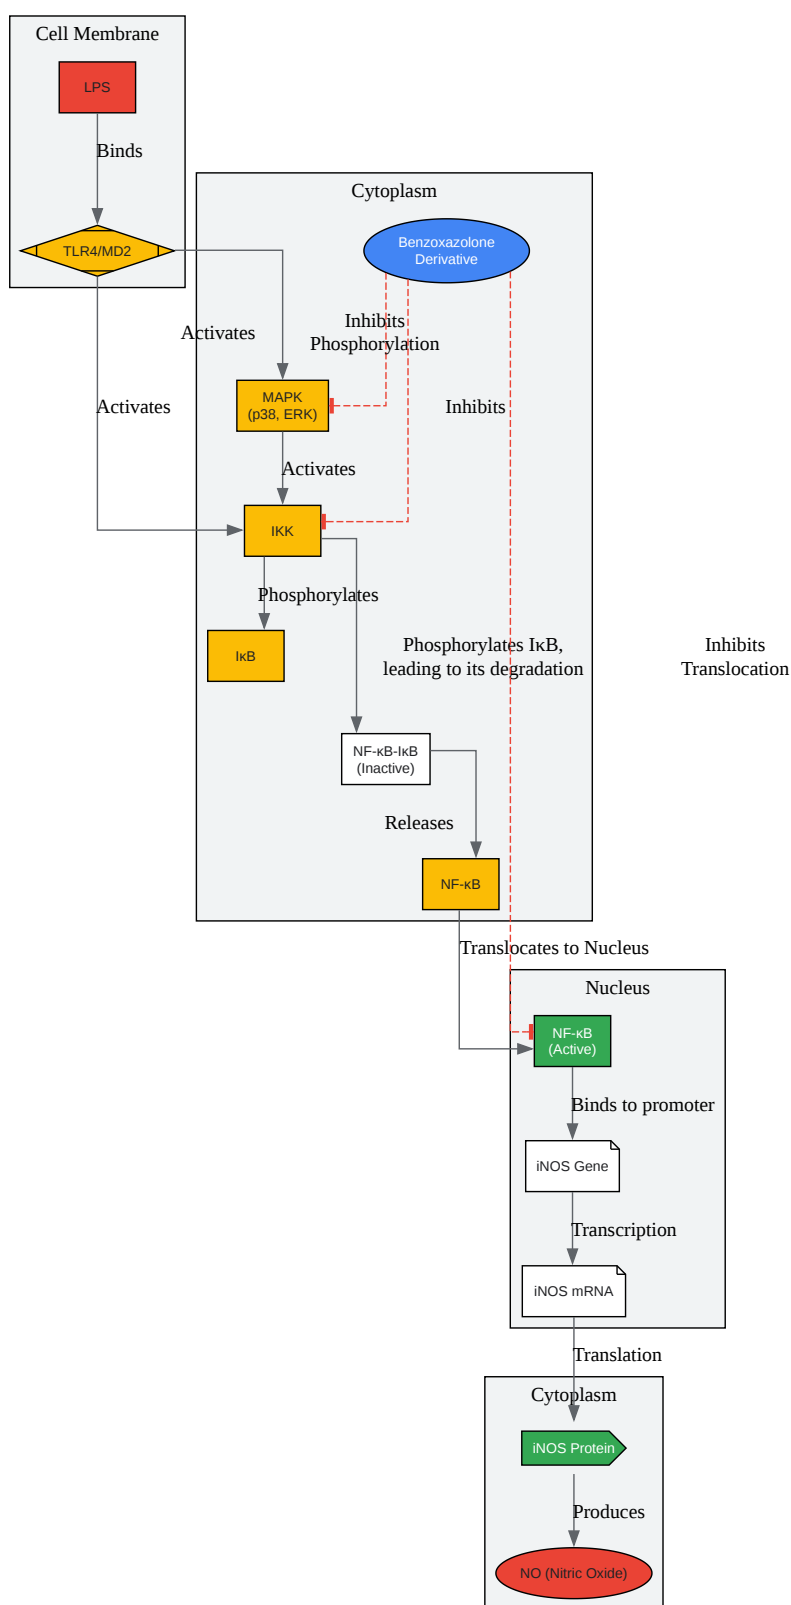 Cell Membrane
LPS
Binds
Cytoplasm
TLR4/MD2
Benzoxazolone
Derivative
Activates
Inhibits
Phosphorylation
Activates
Inhibits
MAPK
(p38, ERK)
Activates
IKK
Phosphorylates
IκB
Phosphorylates IκB,
leading to its degradation
Inhibits
Translocation
NF-κB-IκB
(Inactive)
Releases
NF-κB
Translocates to Nucleus
Nucleus
NF-κB
(Active)
Binds to promoter
iNOS Gene
Transcription
iNOS mRNA
Translation
Cytoplasm
iNOS Protein
Produces
NO (Nitric Oxide)